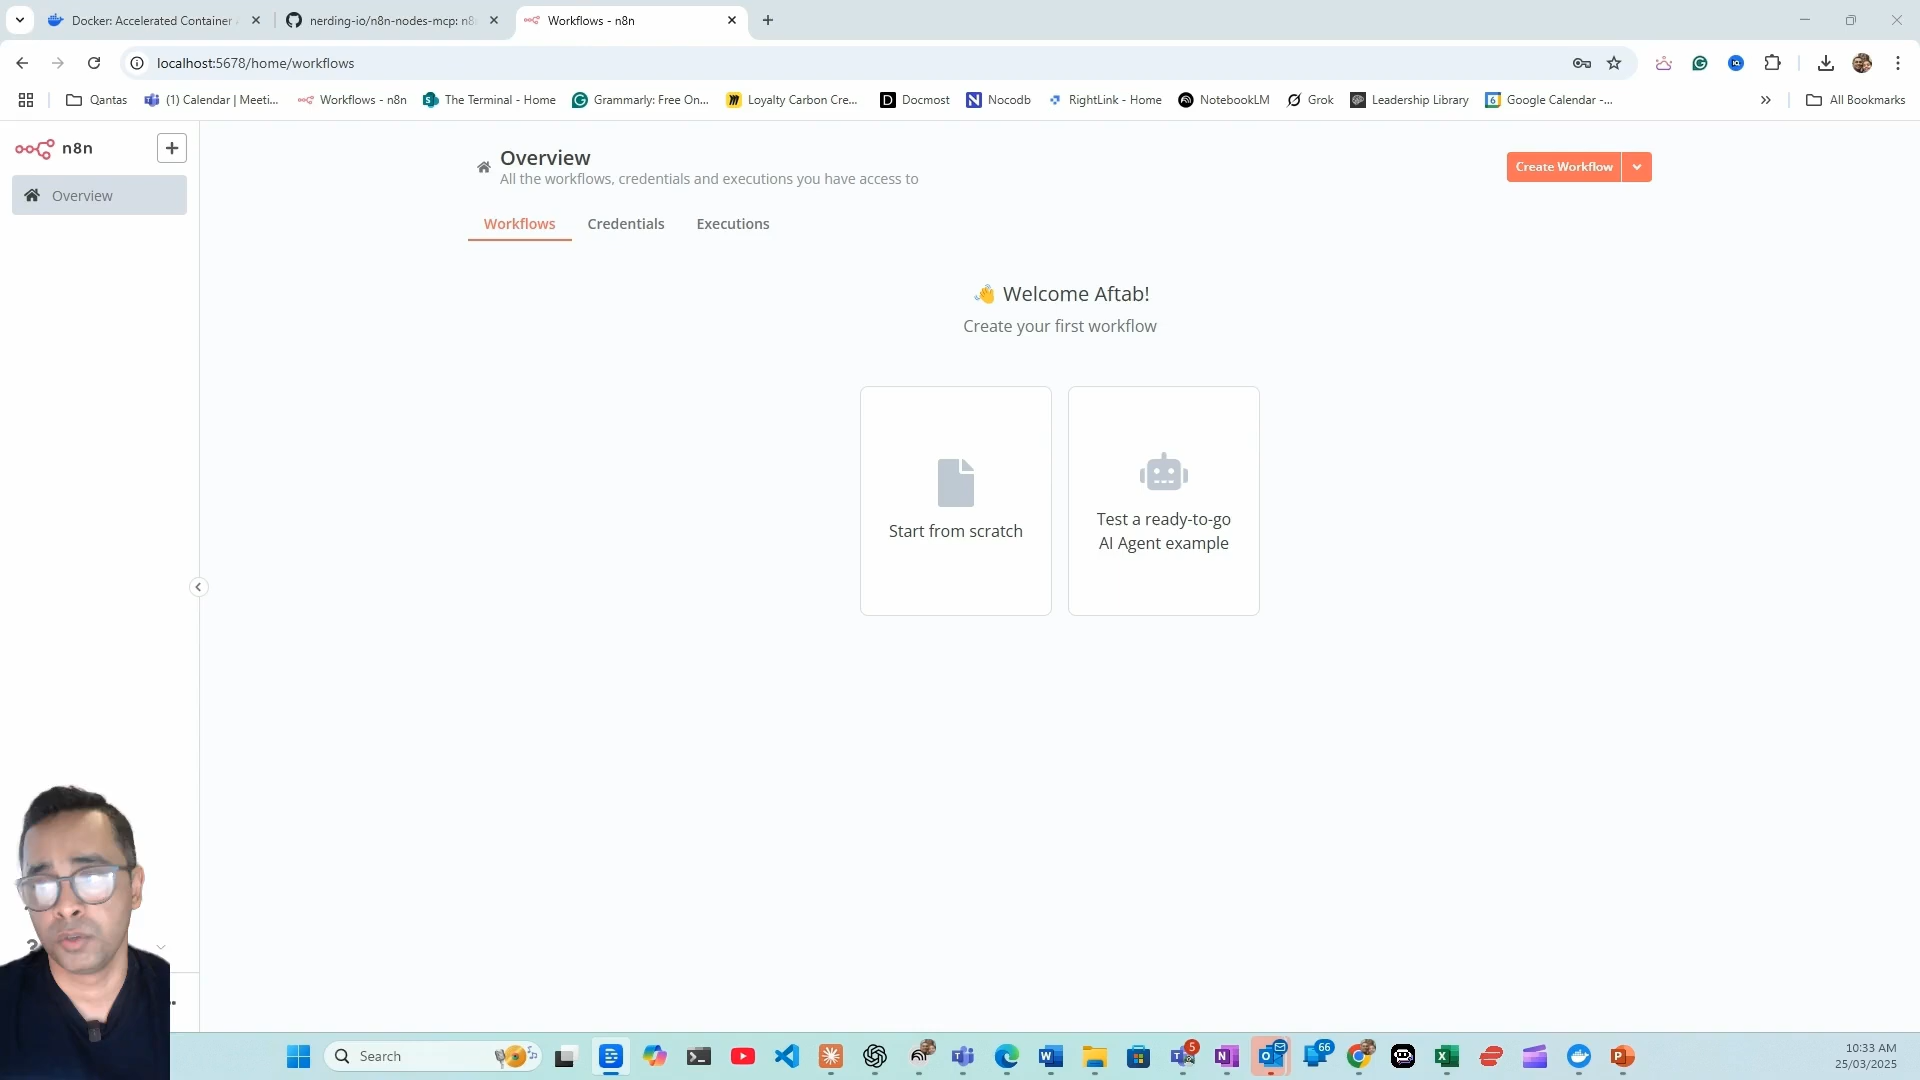 Docker: Accelerated Container
nerding-io/n8n-nodes-mcp: n8
Workflows - n8n
localhost:5678/home/workflows
Qantas
(1) Calendar | Meeti...
Workflows - n8n
The Terminal - Home
Grammarly: Free On...
Loyalty Carbon Cre...
Docmost
Nocodb
RightLink - Home
NotebookLM
Grok
Leadership Library
6
Google Calendar -...
All Bookmarks
n8n
Overview
Overview
All the workflows, credentials and executions you have access to
Create Workflow
Workflows
Credentials
Executions
👋 Welcome Aftab!
Create your first workflow
Start from scratch
Test a ready-to-go
AI Agent example
Search
5
66
10:33 AM
25/03/2025